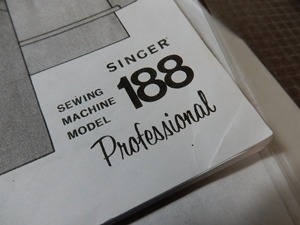 SINGER®
SEWING
MACHINE
MODEL
188
Professional